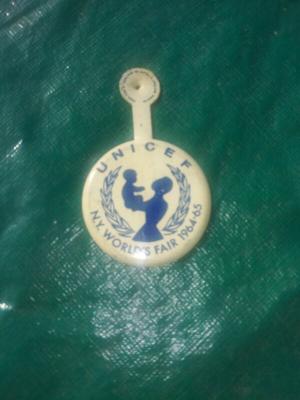 UNICEF
N.Y. WORLD'S FAIR 1964-65